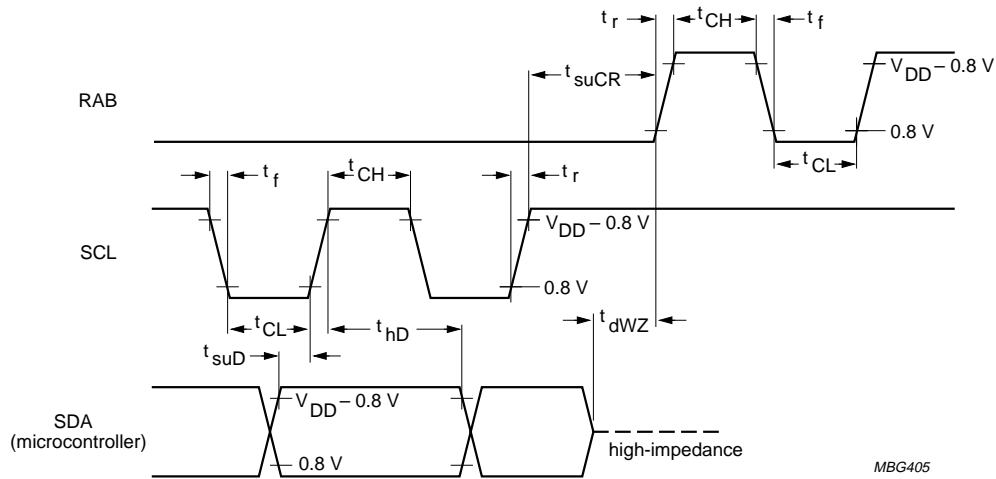 t r
t CH
t f
t suCR
V DD – 0.8 V
RAB
0.8 V
t CL
t f
t CH
t r
V DD – 0.8 V
SCL
0.8 V
t CL
t hD
t dWZ
t suD
V DD – 0.8 V
SDA
(microcontroller)
high-impedance
0.8 V
MBG405